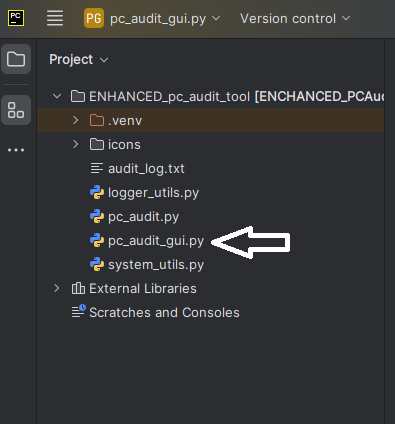 PC PG pc_audit_gui.py Version control
Project
ENHANCED_pc_audit_tool [ENCHANCED_PCAud
.venv
icons
audit_log.txt
logger_utils.py
pc_audit.py
pc_audit_gui.py
system_utils.py
External Libraries
Scratches and Consoles